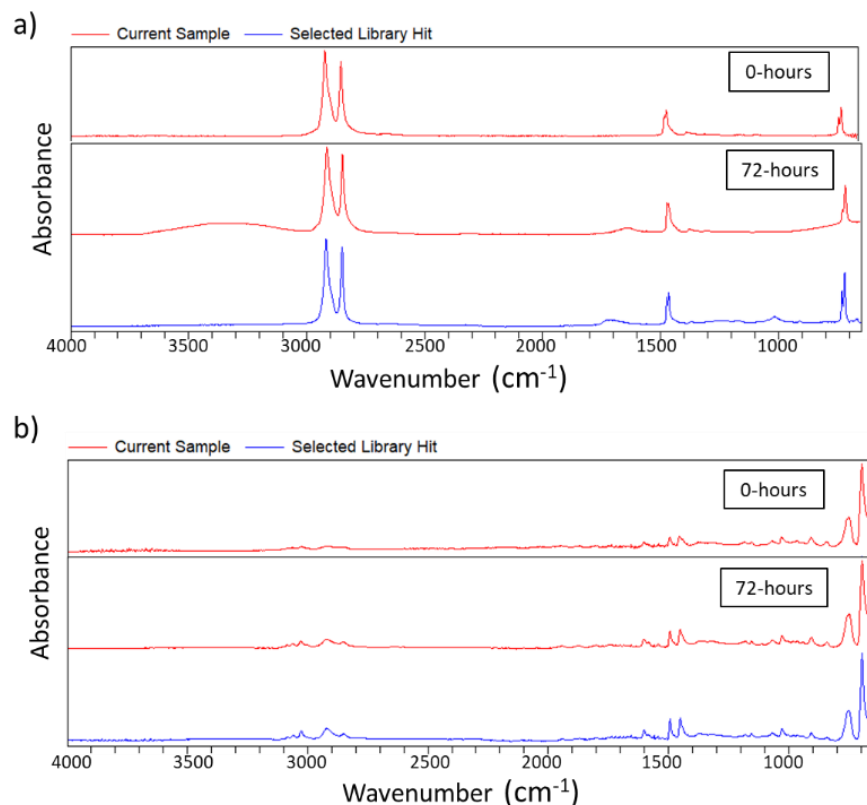 a)
Current Sample Selected Library Hit
0-hours
72-hours
Absorbance
4000 3500 3000 2500 2000 1500 1000
Wavenumber (cm-1)
b)
Current Sample Selected Library Hit
0-hours
72-hours
Absorbance
4000 3500 3000 2500 2000 1500 1000
Wavenumber (cm-1)